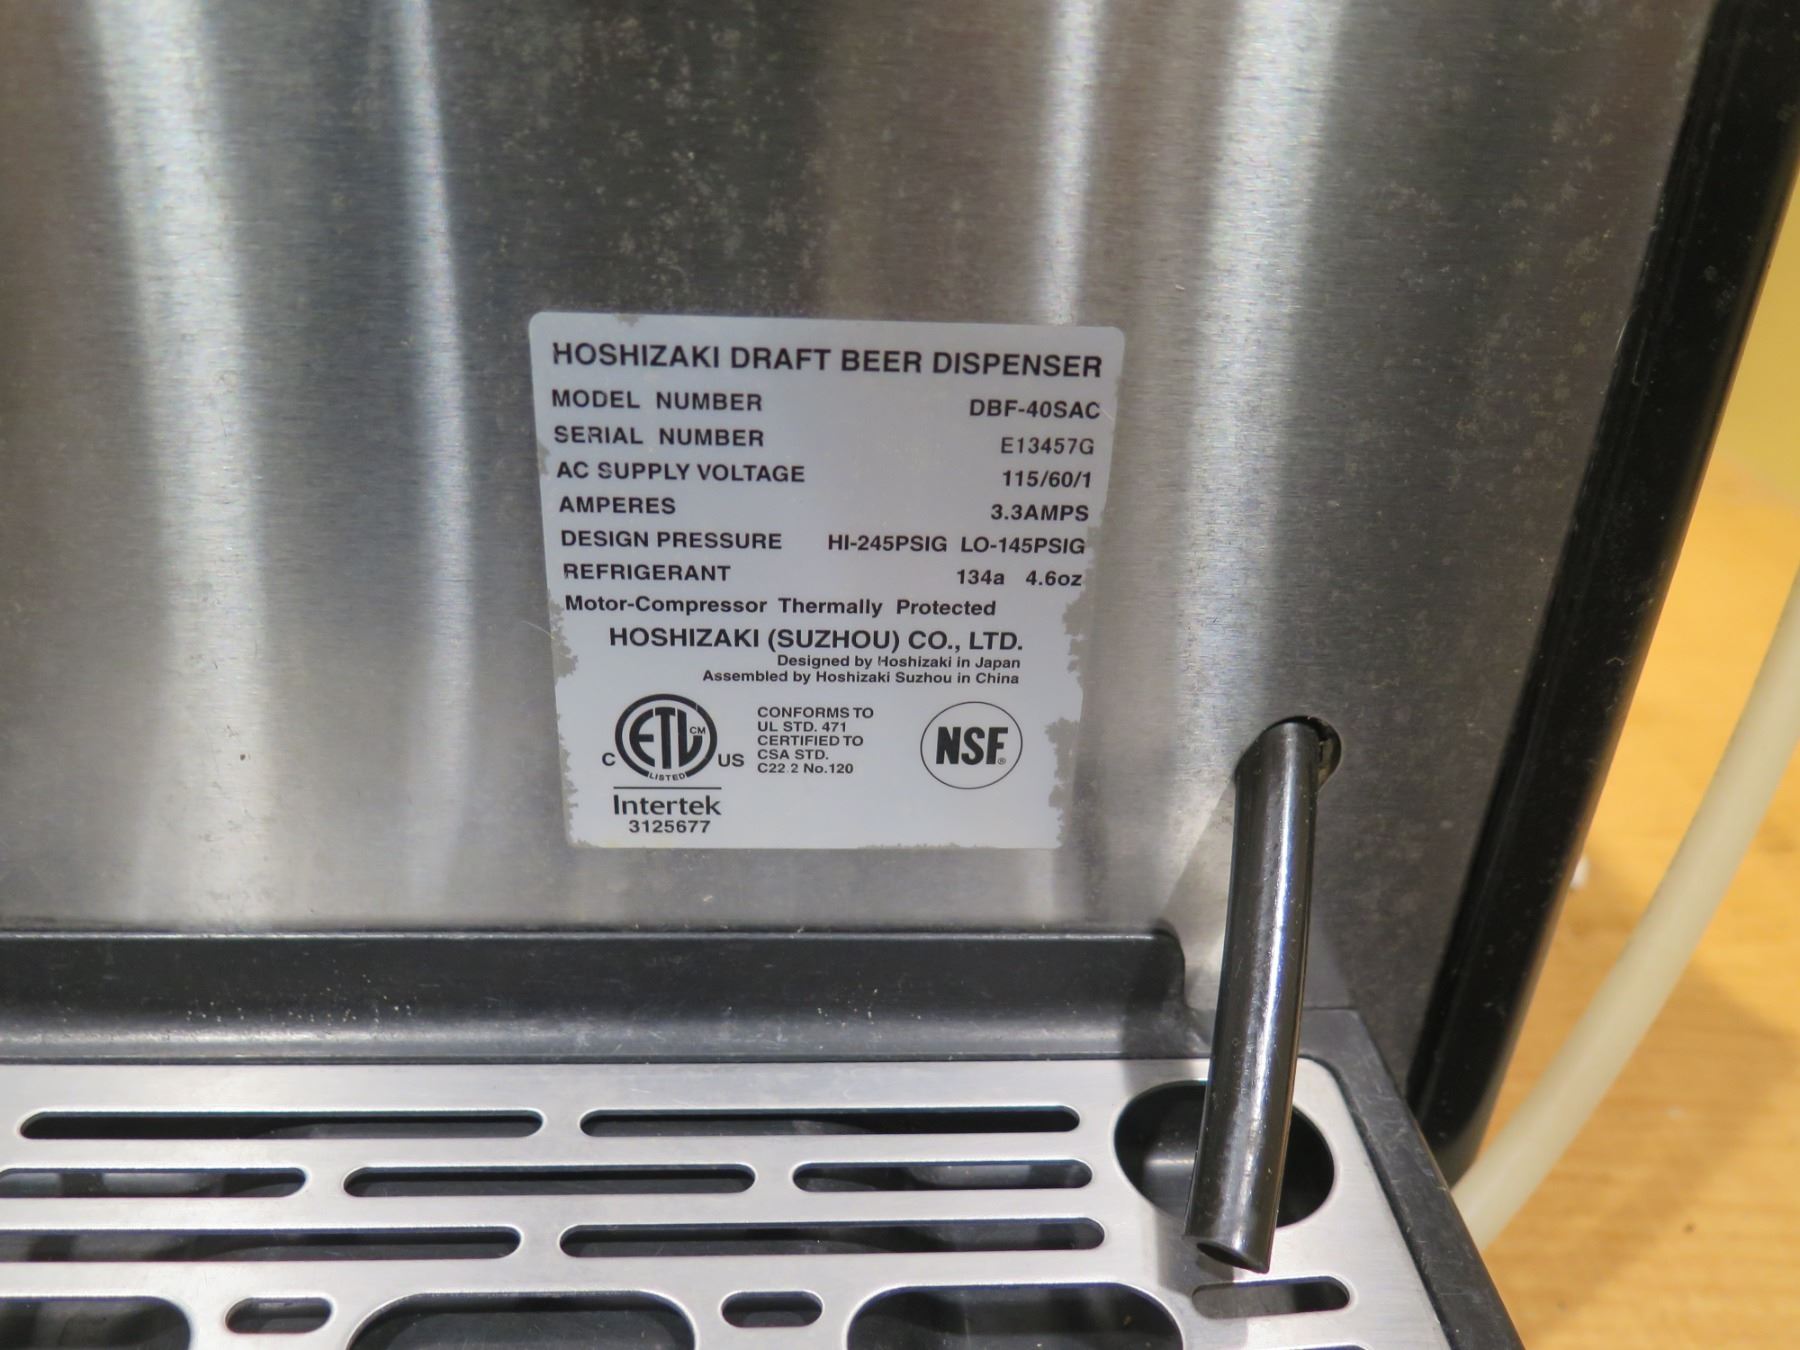 HOSHIZAKI DRAFT BEER DISPENSER
MODEL NUMBER DBF-40SAC
SERIAL NUMBER E13457G
AC SUPPLY VOLTAGE 115/60/1
AMPERES 3.3AMPS
DESIGN PRESSURE HI-245PSIG LO-145PSIG
REFRIGERANT 134a 4.6oz
Motor-Compressor Thermally Protected
HOSHIZAKI (SUZHOU) CO., LTD.
Designed by Hoshizaki in Japan
Assembled by Hoshizaki Suzhou in China
C ETL CM US
LISTED
Intertek
3125677
CONFORMS TO
UL STD. 471
CERTIFIED TO
CSA STD.
C22.2 No.120
NSF®